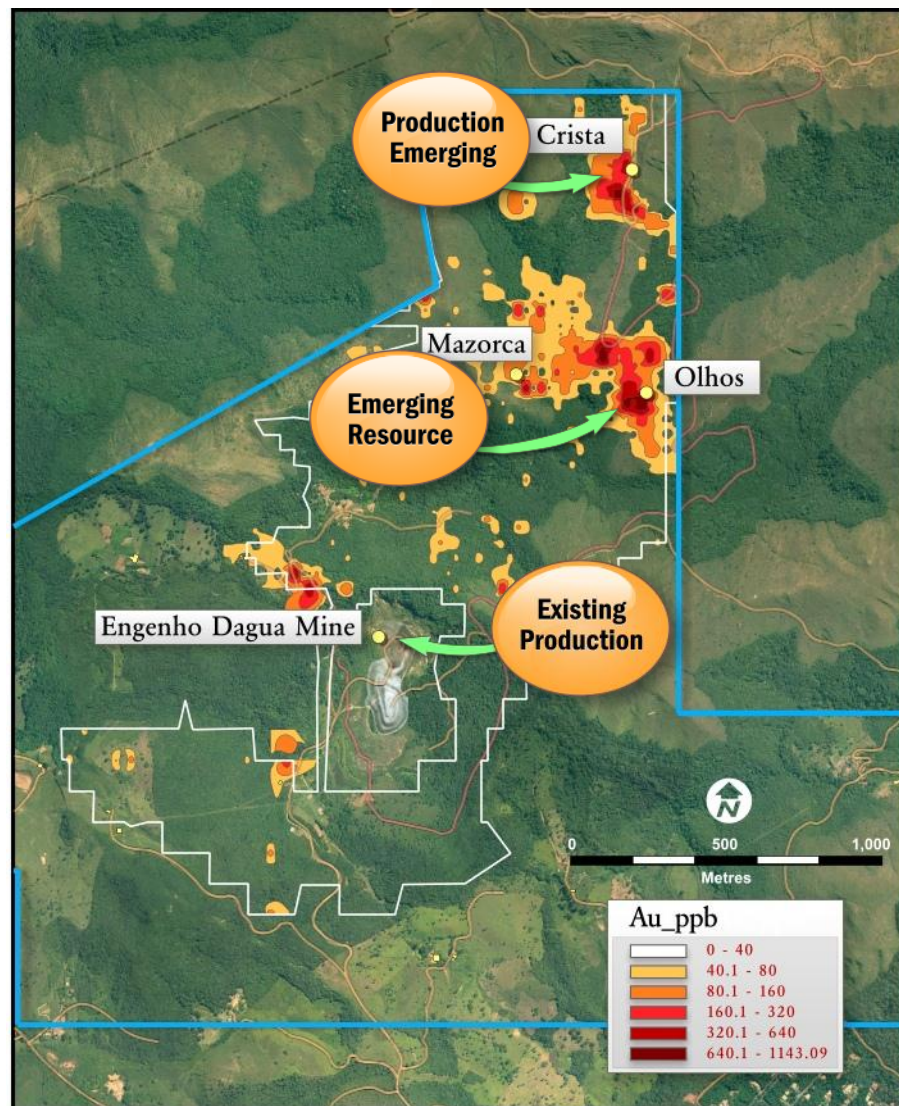 Production
Emerging
Crista
Mazorca
Olhos
Emerging
Resource
Engenho Dagua Mine
Existing
Production
N
0 500 1,000
Metres
Au_ppb
0 - 40
40.1 - 80
80.1 - 160
160.1 - 320
320.1 - 640
640.1 - 1143.09